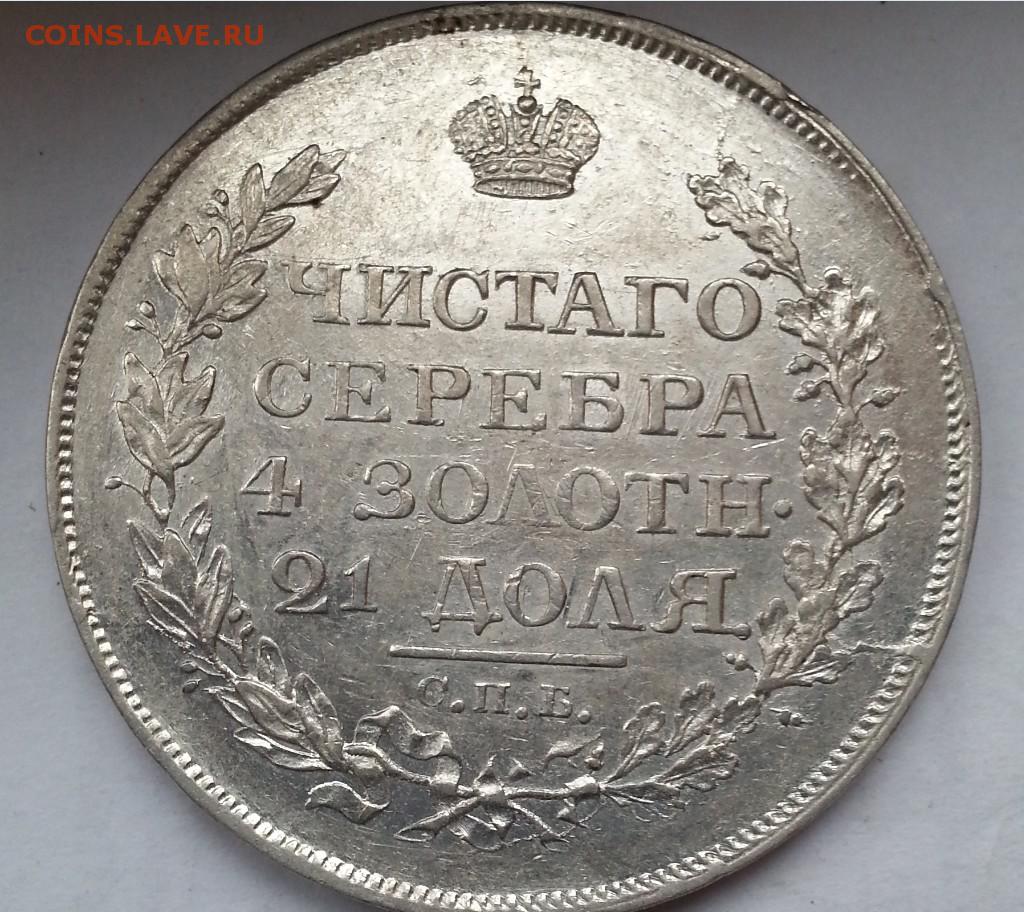 COINS.LAVE.RU
ЧИСТАГО
СЕРЕБРА
4 ЗОЛОТН.
21 ДОЛЯ
С.П.Б.